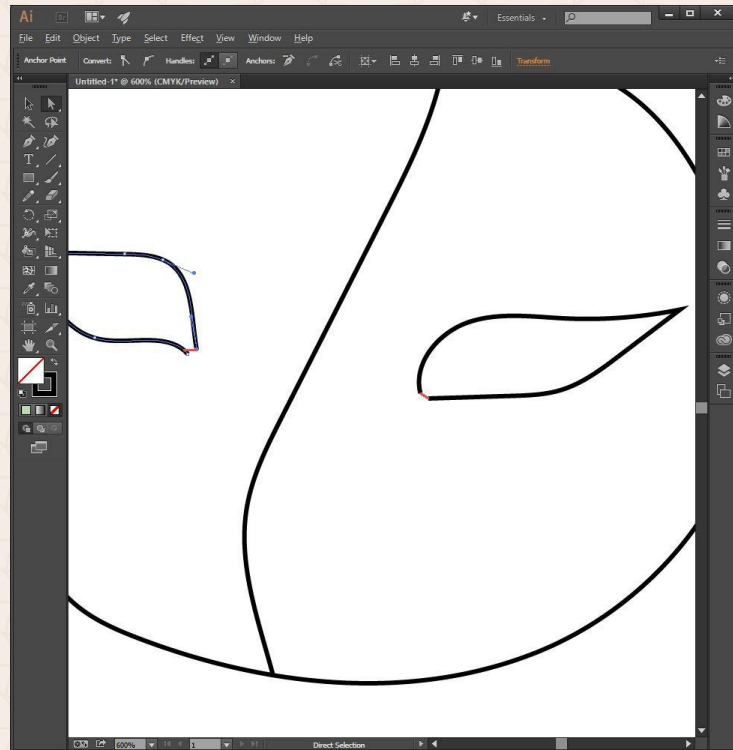 Ai Br Essentials
File Edit Object Type Select Effect View Window Help
Anchor Point Convert: Handles: Anchors: Transform
Untitled-1* @ 600% (CMYK/Preview) ×
T
600% 1 Direct Selection